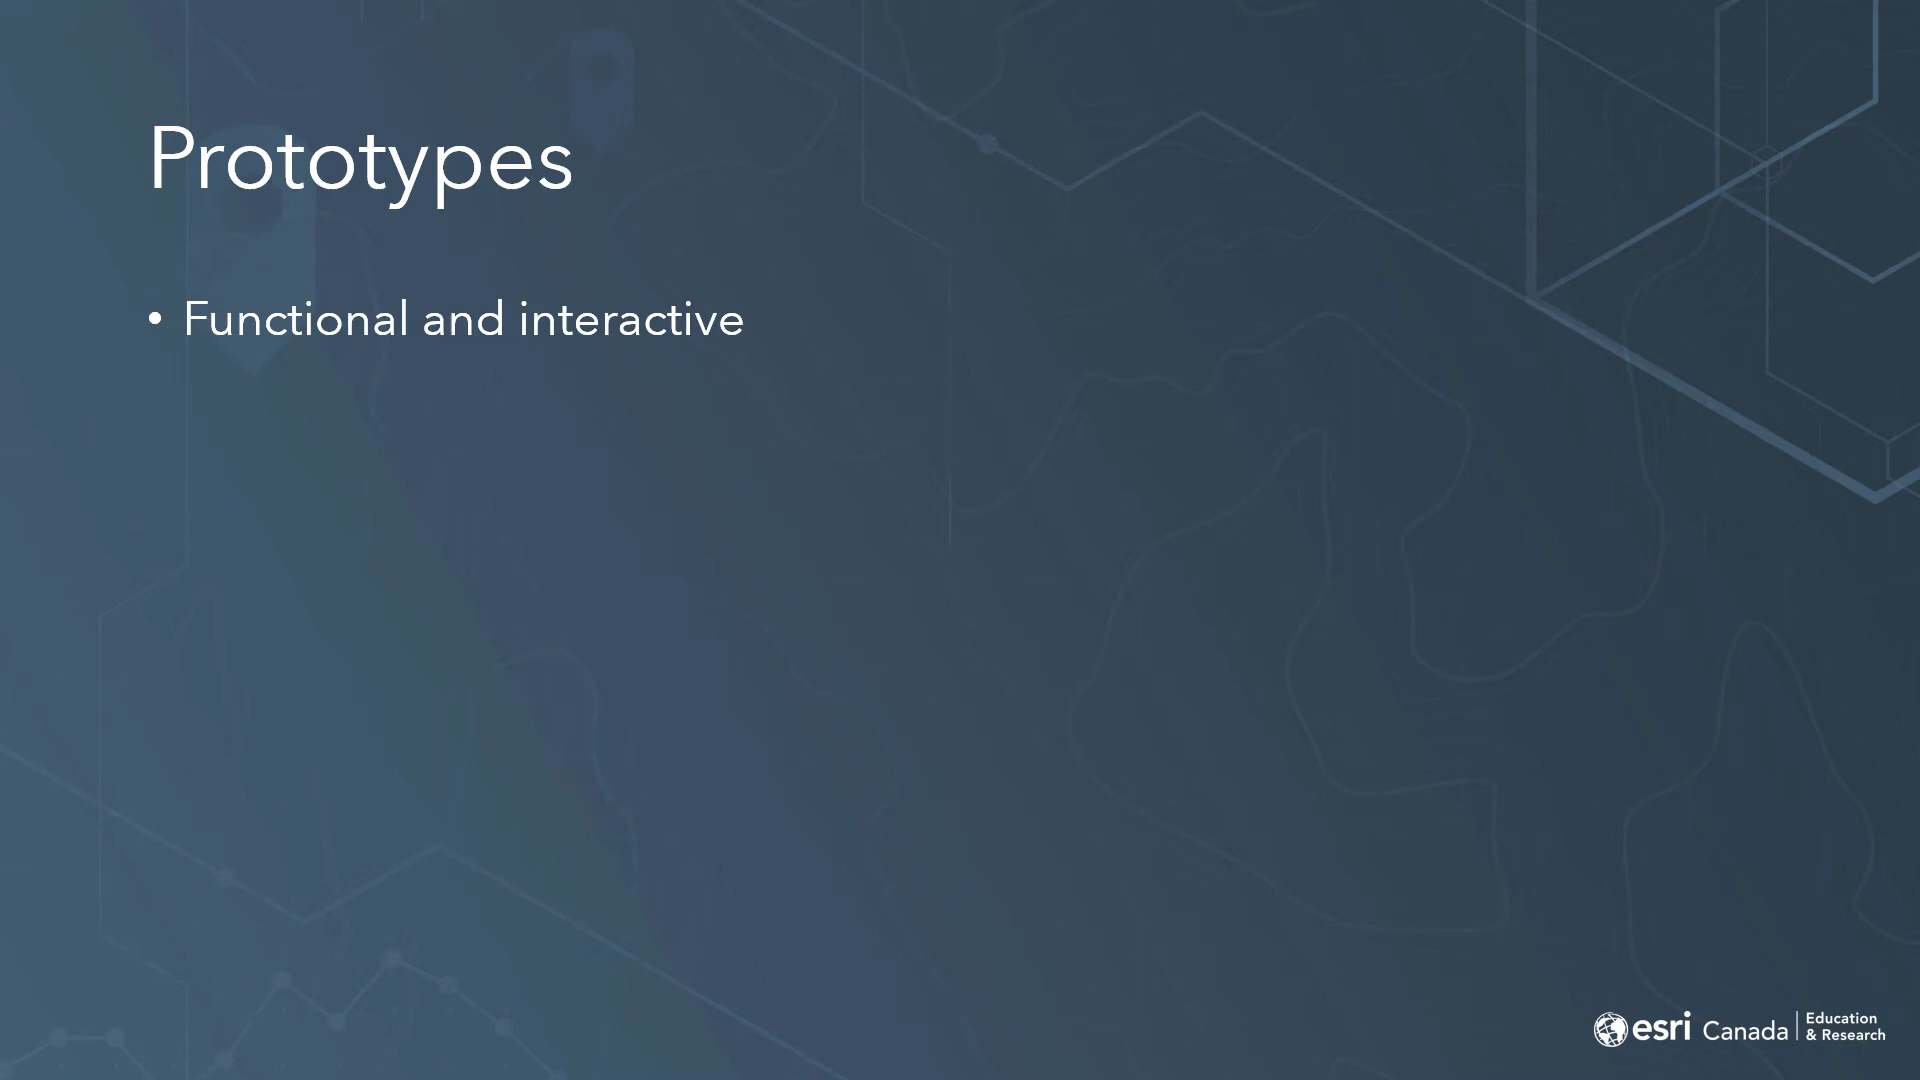 Prototypes
• Functional and interactive
esri Canada
Education
& Research